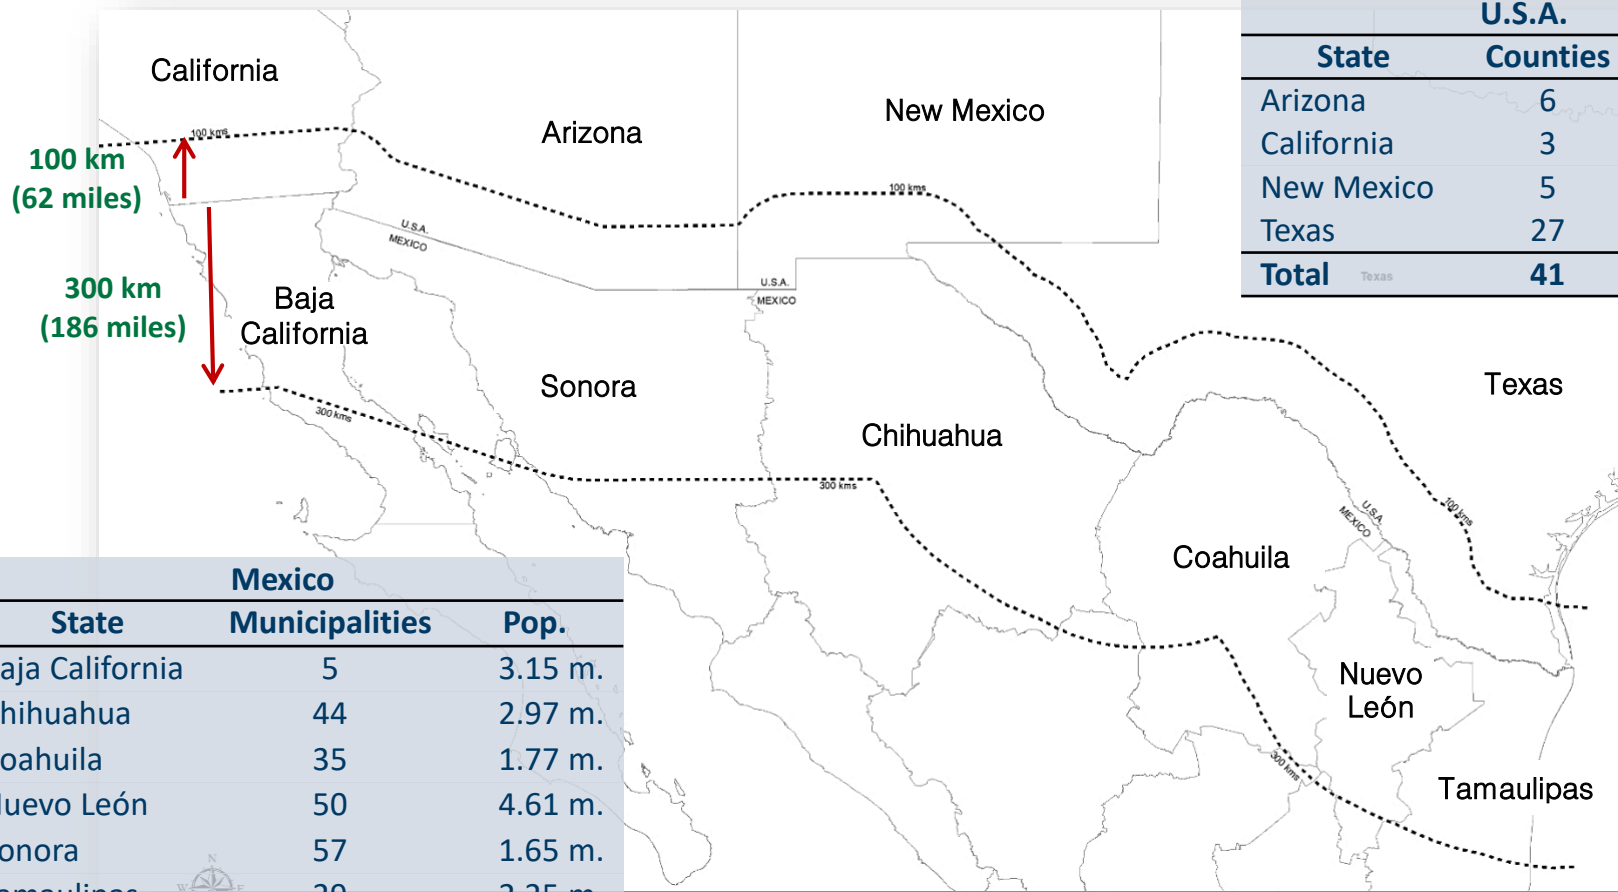 U.S.A.
State Counties
Arizona 6
California 3
New Mexico 5
Texas 27
Total Texas 41
California
New Mexico
Arizona
100 kms
100 km
(62 miles)
100 kms
U.S.A.
MEXICO
U.S.A.
MEXICO
300 km
(186 miles)
Baja
California
Sonora
Texas
300 kms
Chihuahua
300 kms
100 kms
U.S.A.
MEXICO
Coahuila
Nuevo
León
300 kms
Tamaulipas
Mexico
State Municipalities Pop.
aja California 5 3.15 m.
hihuahua 44 2.97 m.
oahuila 35 1.77 m.
uevo León 50 4.61 m.
onora 57 1.65 m.
N
W E